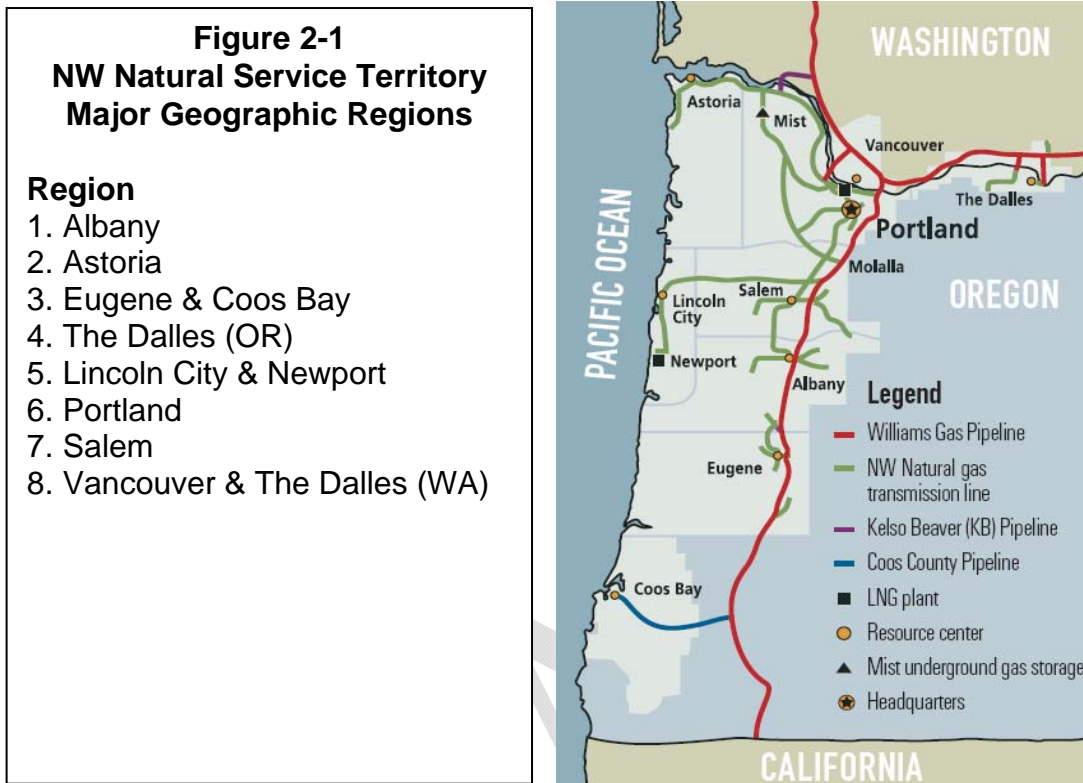 Figure 2-1
NW Natural Service Territory
Major Geographic Regions
Region
1. Albany
2. Astoria
3. Eugene & Coos Bay
4. The Dalles (OR)
5. Lincoln City & Newport
6. Portland
7. Salem
8. Vancouver & The Dalles (WA)
WASHINGTON
Astoria
Mist
Vancouver
The Dalles
Portland
PACIFIC OCEAN
Molalla
OREGON
Salem
Lincoln
City
Newport
Albany
Eugene
Coos Bay
Legend
Williams Gas Pipeline
NW Natural gas
transmission line
Kelso Beaver (KB) Pipeline
Coos County Pipeline
LNG plant
Resource center
Mist underground gas storage
Headquarters
CALIFORNIA